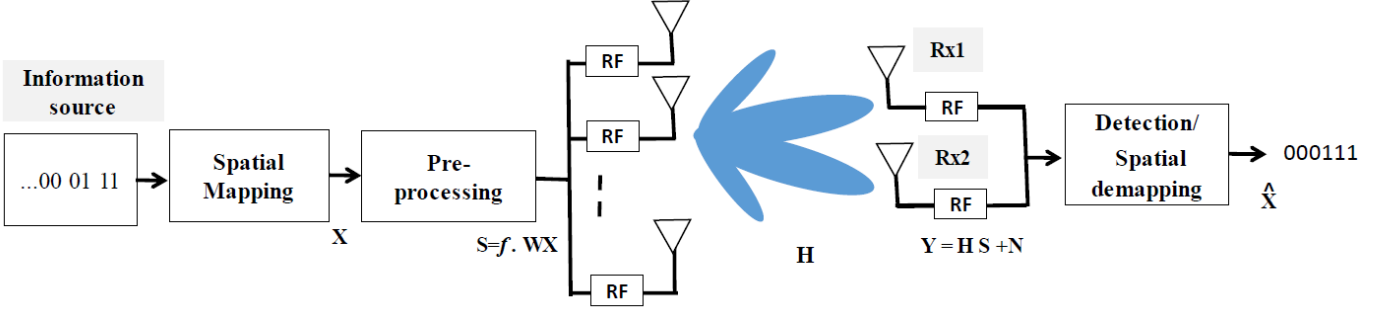 Information
source
...00 01 11
Spatial
Mapping
X
Pre-
processing
S=f. WX
RF
RF
RF
H
Rx1
RF
Rx2
RF
Y = H S +N
Detection/
Spatial
demapping
000111
X̂